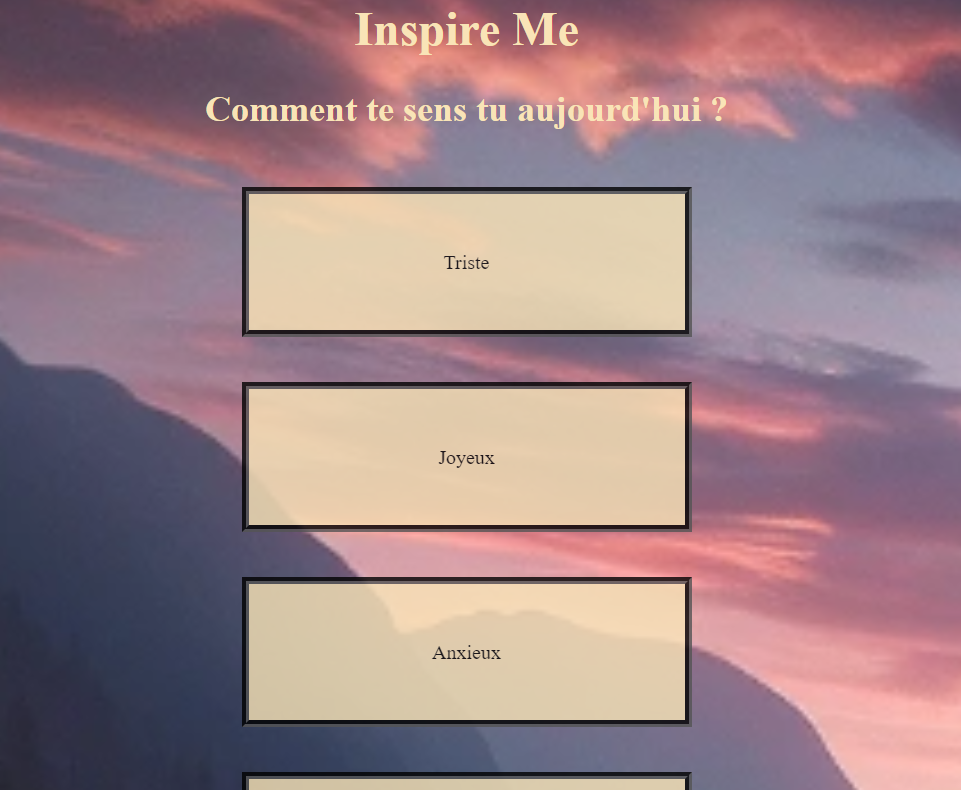 Inspire Me
Comment te sens tu aujourd'hui ?
Triste
Joyeux
Anxieux